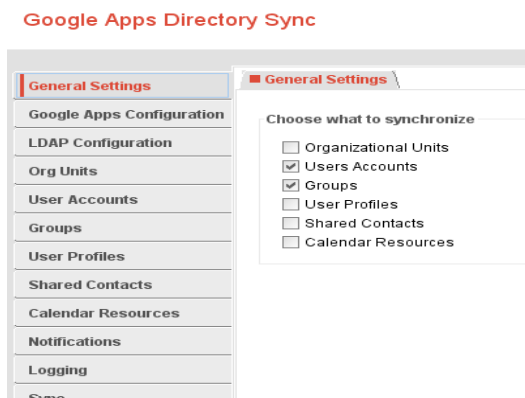 Google Apps Directory Sync
General Settings
Google Apps Configuration
LDAP Configuration
Org Units
User Accounts
Groups
User Profiles
Shared Contacts
Calendar Resources
Notifications
Logging
Sync
General Settings
Choose what to synchronize
Organizational Units
Users Accounts
Groups
User Profiles
Shared Contacts
Calendar Resources